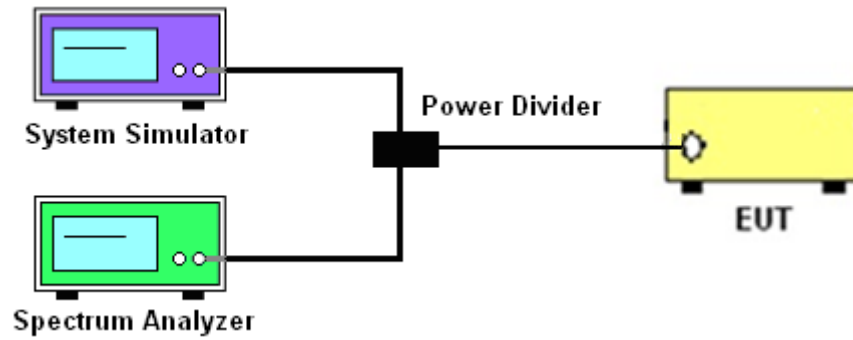 System Simulator
Power Divider
Spectrum Analyzer
EUT